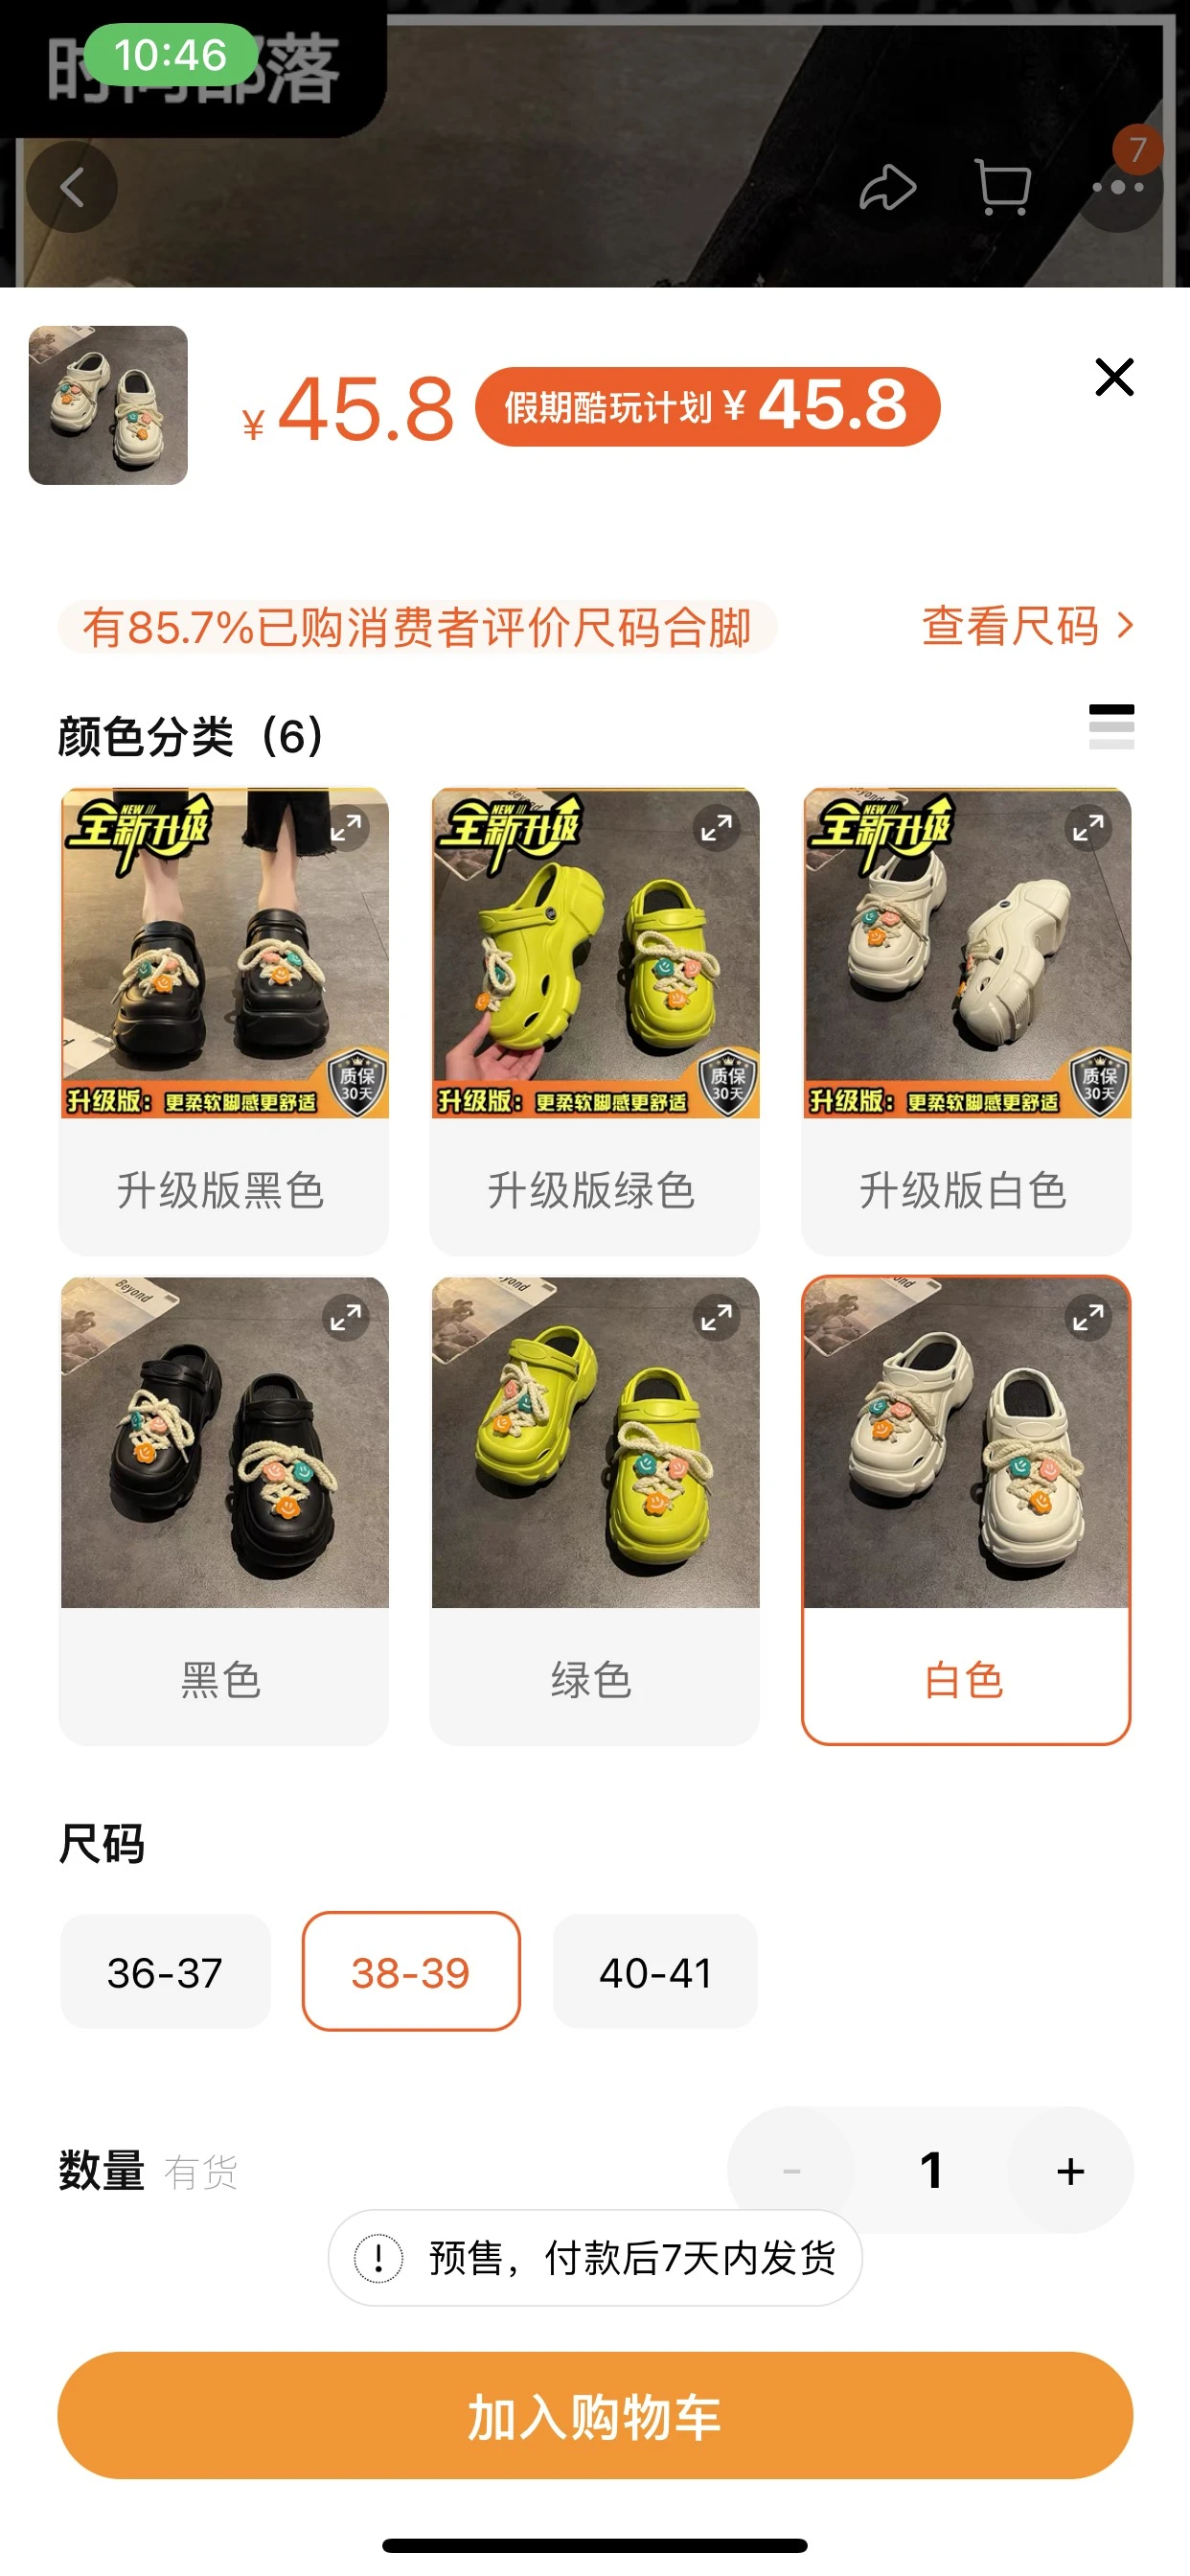 时尚部落
10:46
7
¥45.8 假期酷玩计划¥45.8
有85.7%已购消费者评价尺码合脚 查看尺码
颜色分类（6）
NEW
全新升级
质保
30天
升级版：更柔软脚感更舒适
升级版黑色
NEW
全新升级
质保
30天
升级版：更柔软脚感更舒适
升级版绿色
NEW
全新升级
质保
30天
升级版：更柔软脚感更舒适
升级版白色
Beyond
黑色
绿色
白色
尺码
36-37 38-39 40-41
数量 有货 - 1 +
! 预售，付款后7天内发货
加入购物车